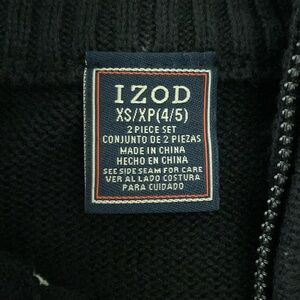 IZOD
XS/XP(4/5)
2 PIECE SET
CONJUNTO DE 2 PIEZAS
MADE IN CHINA
HECHO EN CHINA
SEE SIDE SEAM FOR CARE
VER AL LADO COSTURA
PARA CUIDADO